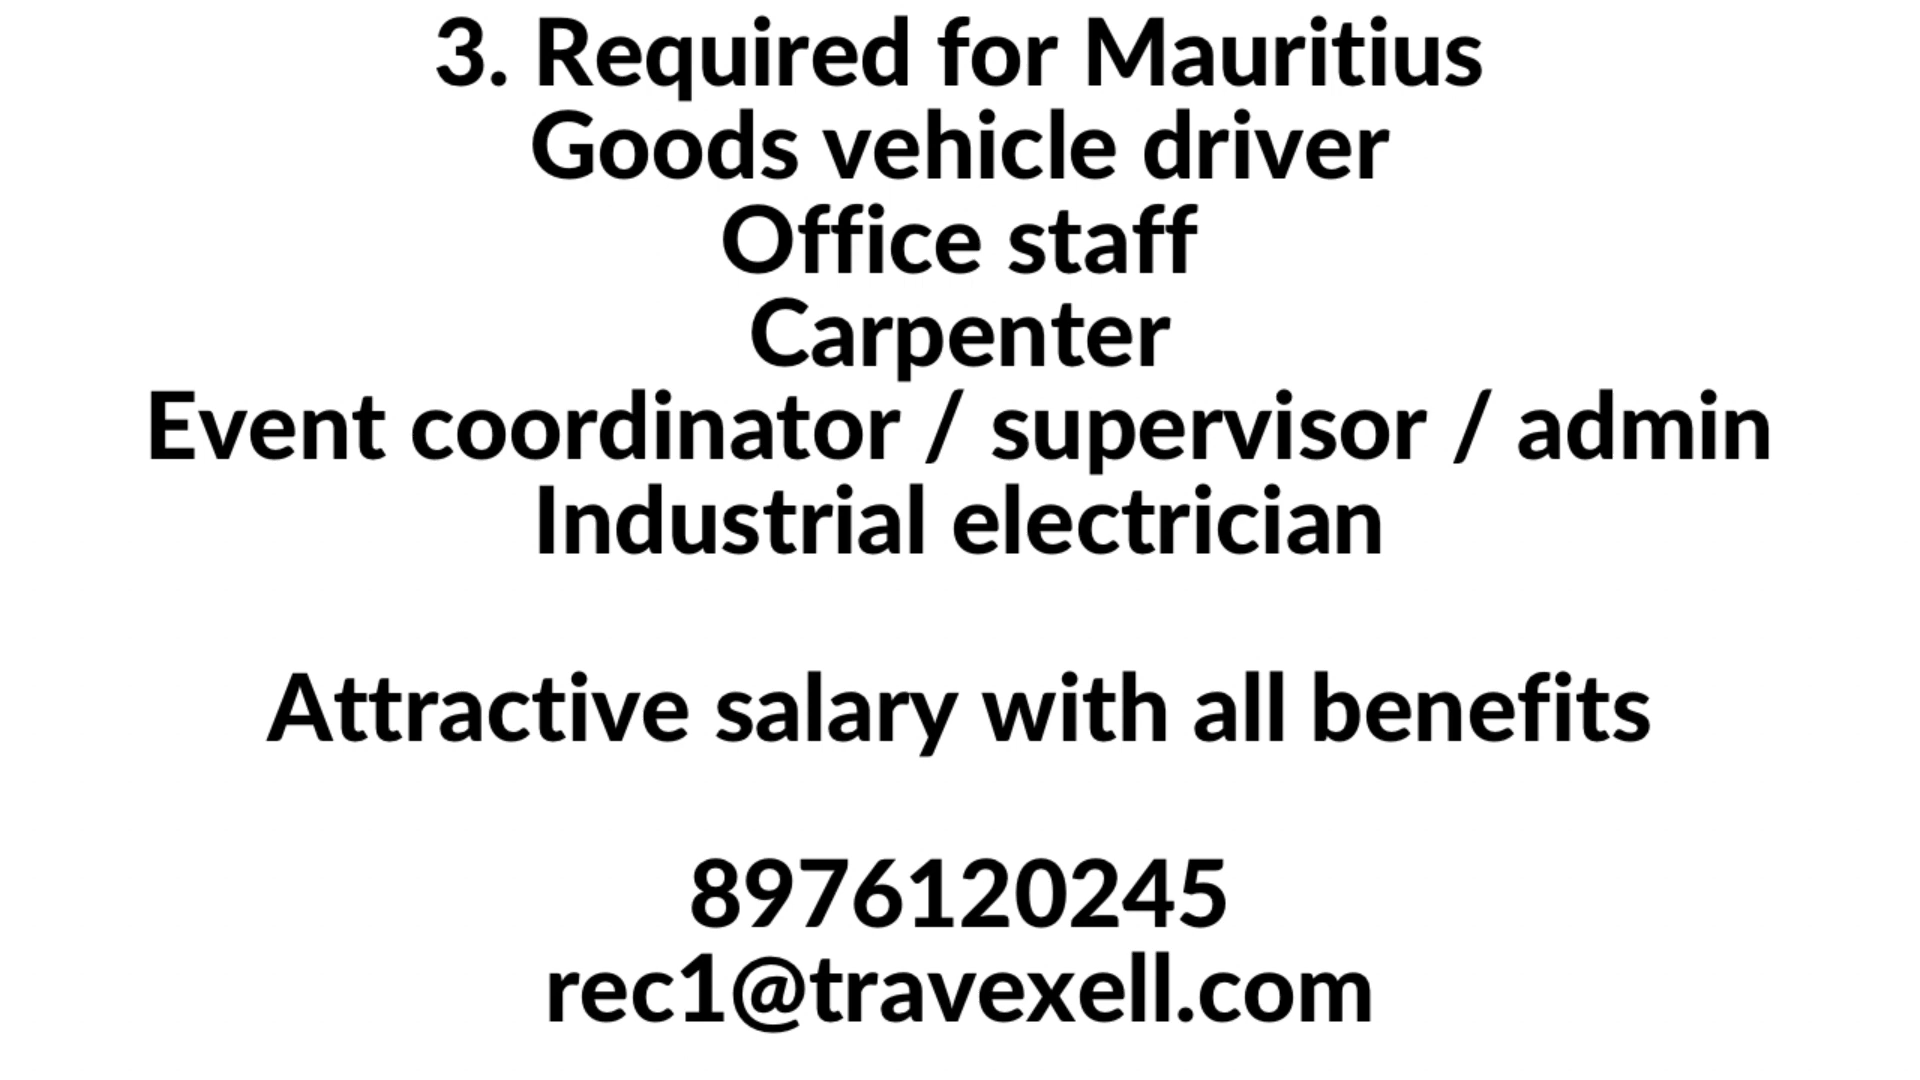 3. Required for Mauritius
Goods vehicle driver
Office staff
Carpenter
Event coordinator / supervisor / admin
Industrial electrician
Attractive salary with all benefits
8976120245
rec1@travexell.com